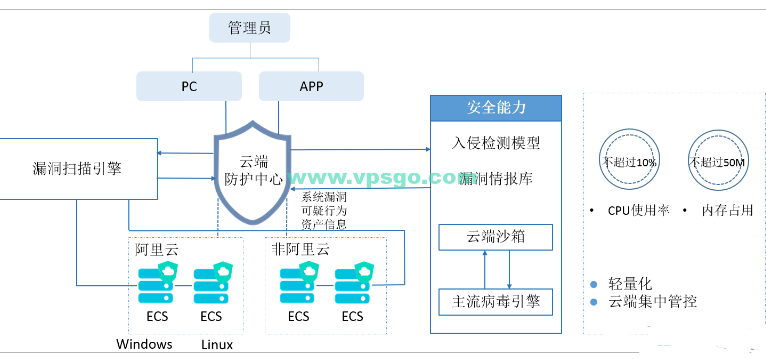 管理员
PC
APP
安全能力
入侵检测模型
漏洞情报库
云端沙箱
主流病毒引擎
漏洞扫描引擎
云端
防护中心
www.vpsgo.com
系统漏洞
可疑行为
资产信息
不超过10%
不超过50M
• CPU使用率
• 内存占用
轻量化
云端集中管控
阿里云
非阿里云
ECS
ECS
ECS
ECS
Windows
Linux